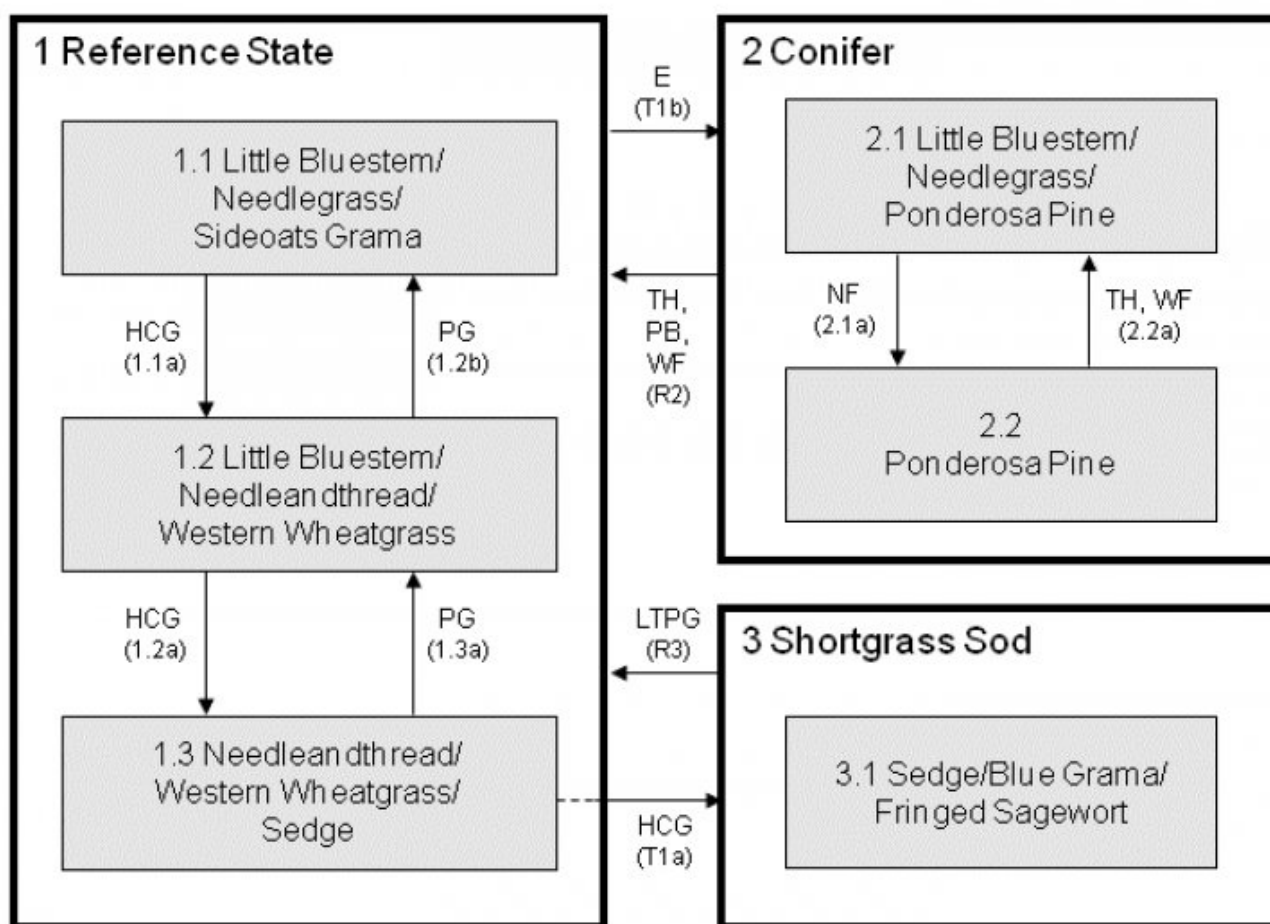 1 Reference State
1.1 Little Bluestem/
Needlegrass/
Sideoats Grama
HCG
(1.1a)
PG
(1.2b)
1.2 Little Bluestem/
Needleandthread/
Western Wheatgrass
HCG
(1.2a)
PG
(1.3a)
1.3 Needleandthread/
Western Wheatgrass/
Sedge
E
(T1b)
TH,
PB,
WF
(R2)
LTPG
(R3)
HCG
(T1a)
2 Conifer
2.1 Little Bluestem/
Needlegrass/
Ponderosa Pine
NF
(2.1a)
TH, WF
(2.2a)
2.2
Ponderosa Pine
3 Shortgrass Sod
3.1 Sedge/Blue Grama/
Fringed Sagewort